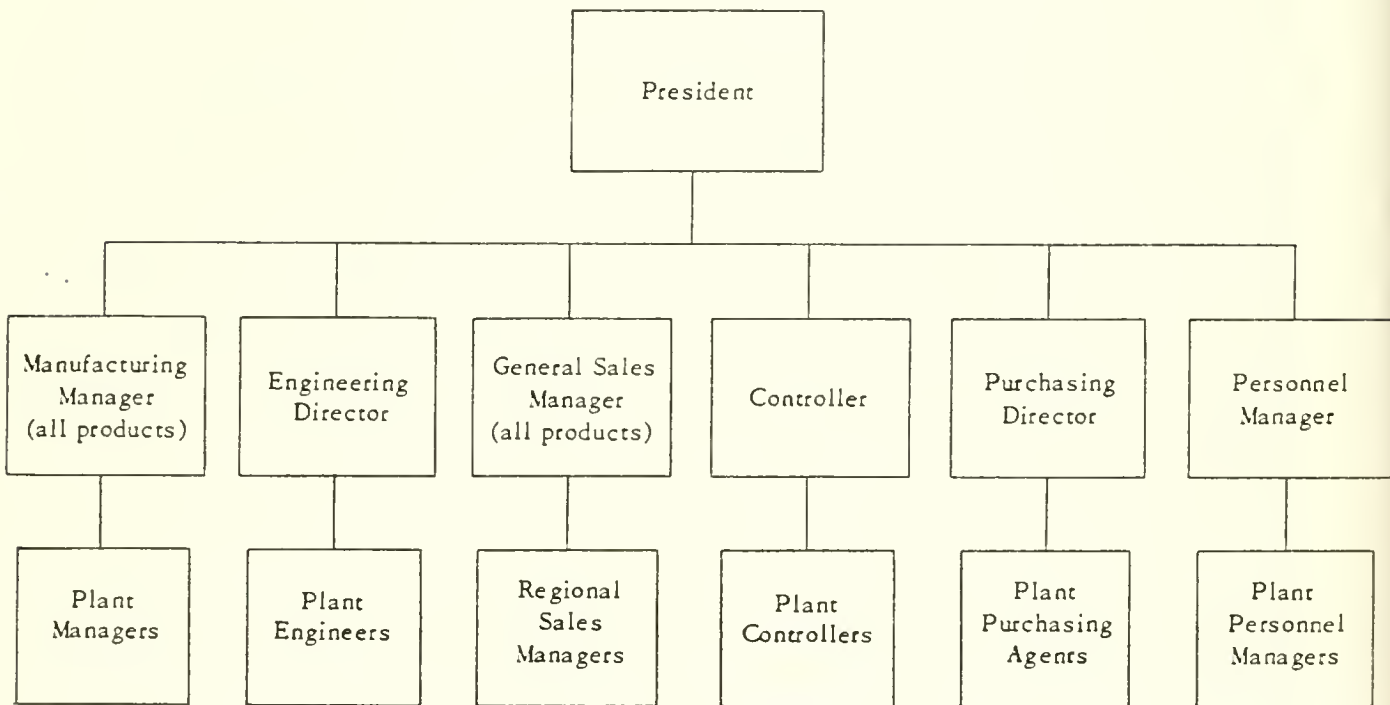 President
Manufacturing
Manager
(all products)
Engineering
Director
General Sales
Manager
(all products)
Controller
Purchasing
Director
Personnel
Manager
Plant
Managers
Plant
Engineers
Regional
Sales
Managers
Plant
Controllers
Plant
Purchasing
Agents
Plant
Personnel
Managers